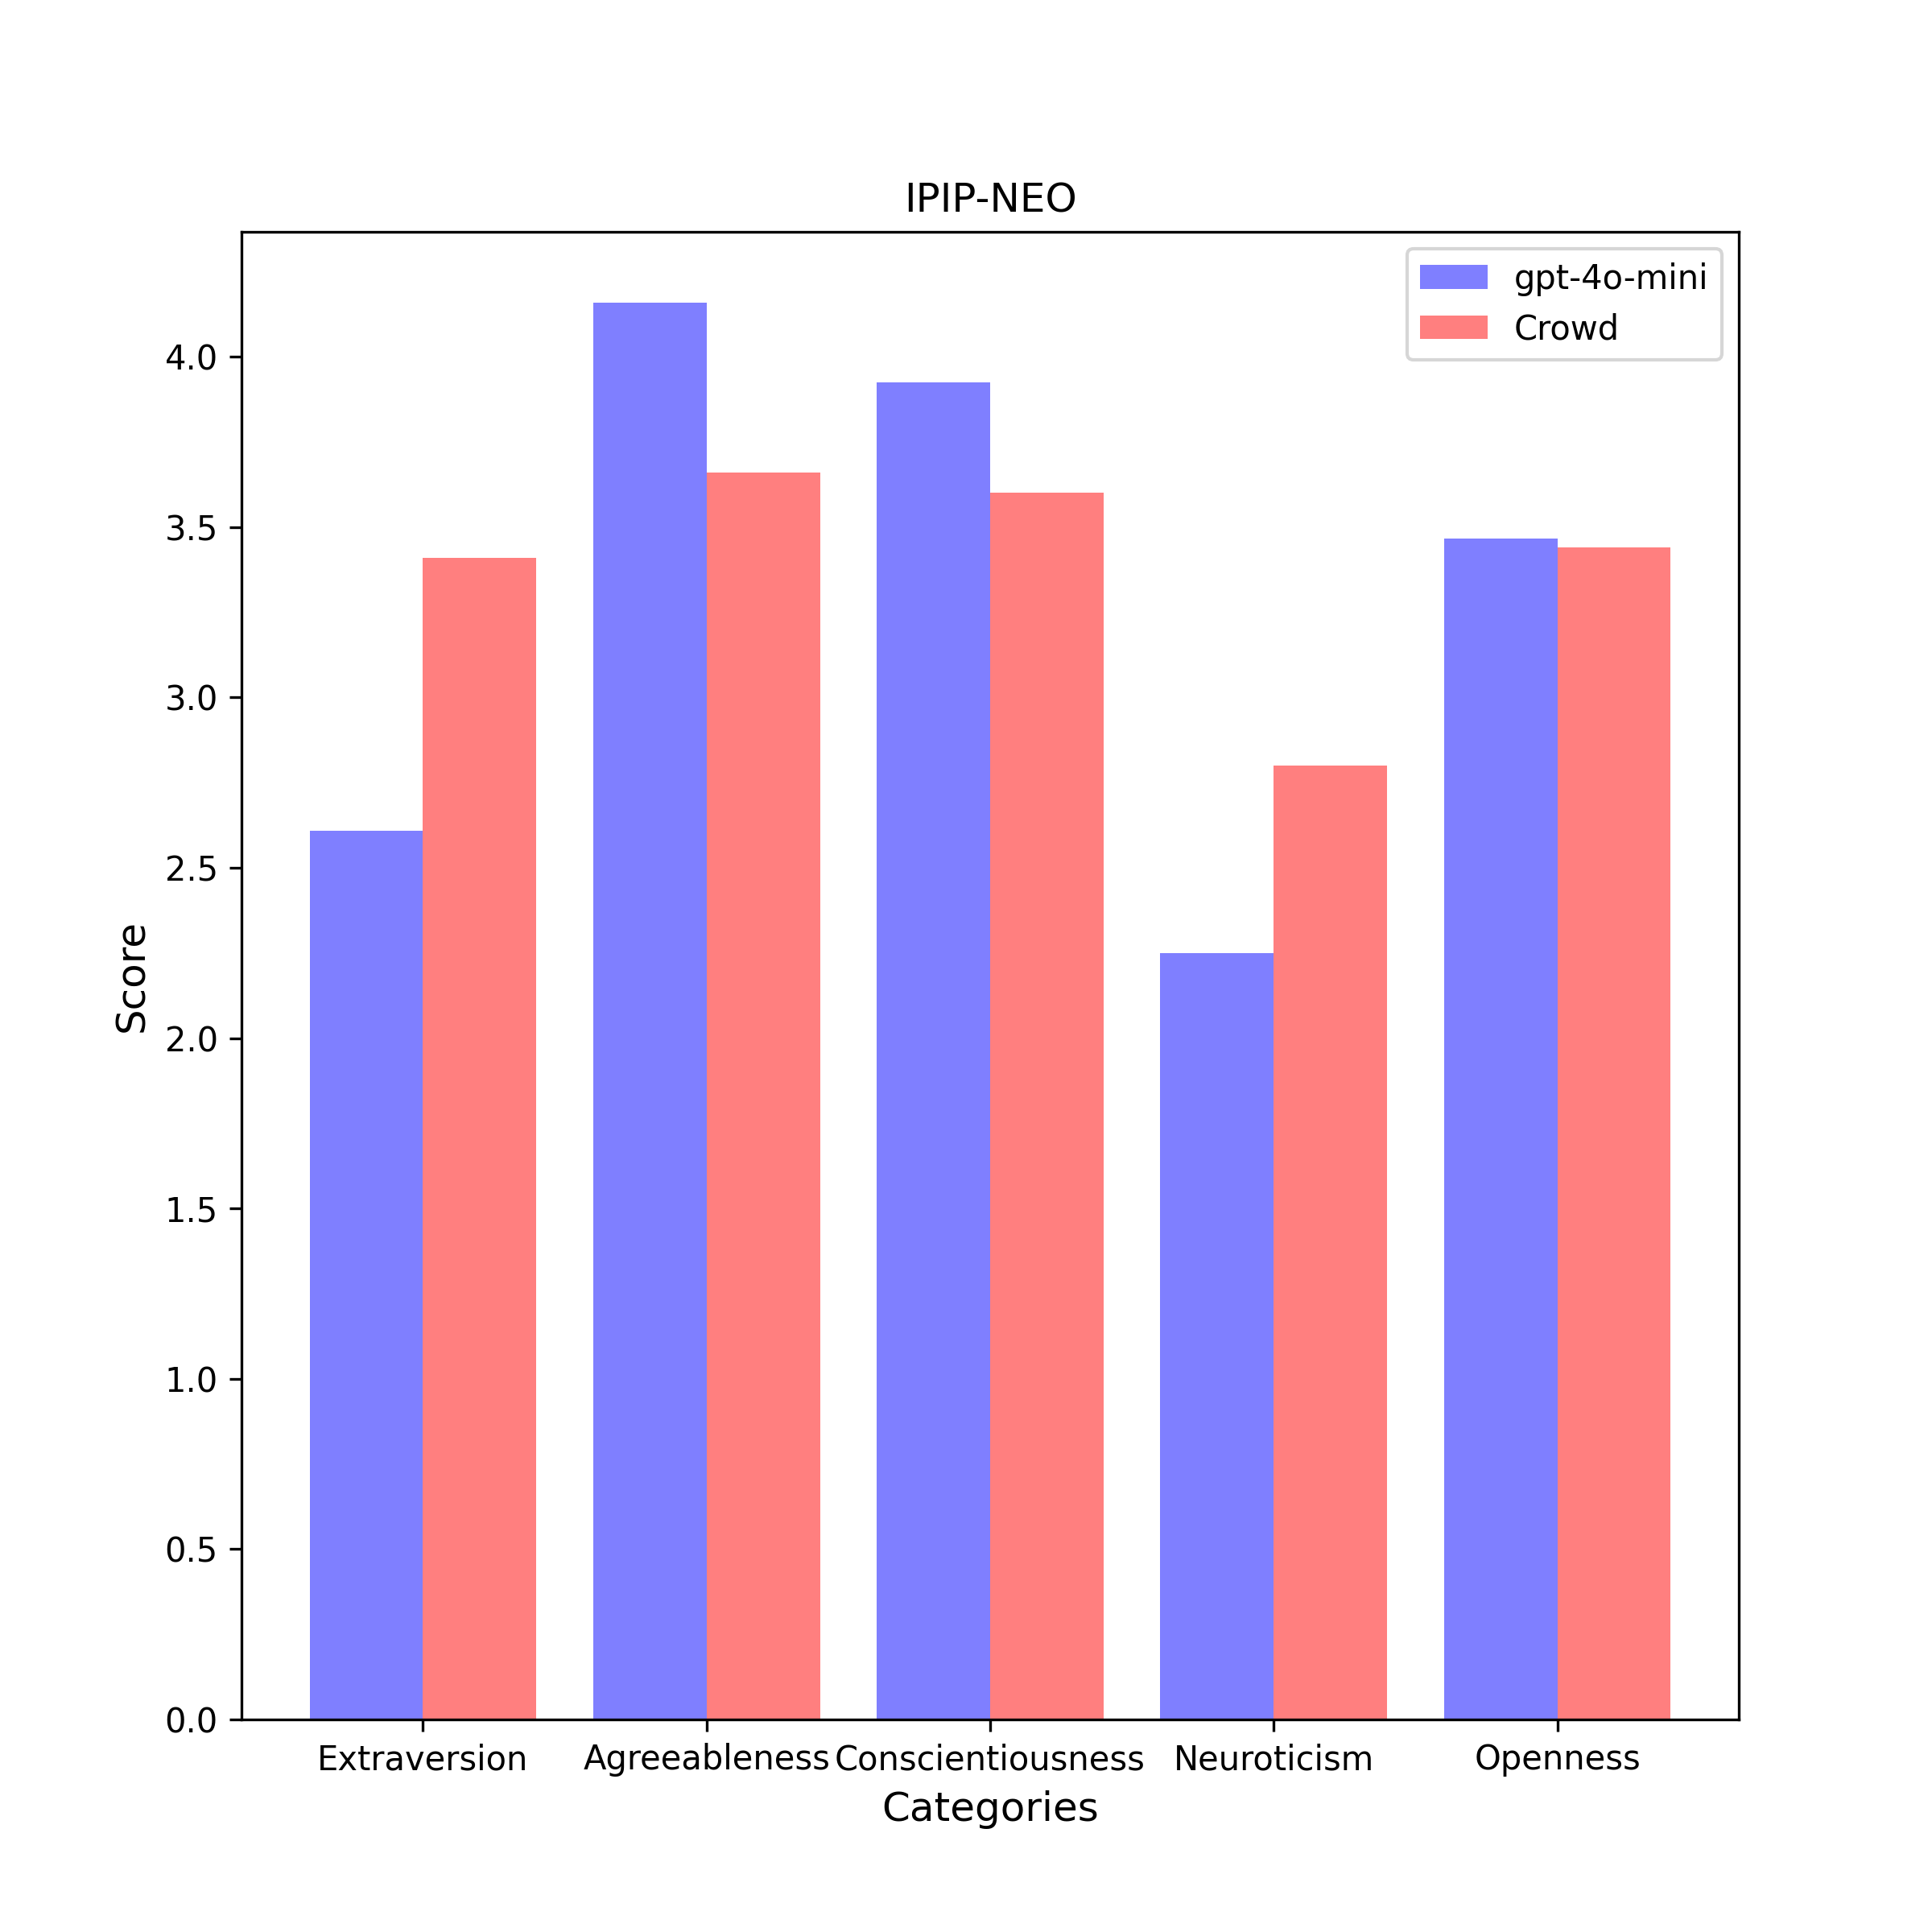 IPIP-NEO
gpt-4o-mini
Crowd
4.0
3.5
3.0
2.5
2.0
1.5
1.0
0.5
0.0
Score
Extraversion Agreeableness Conscientiousness Neuroticism Openness
Categories